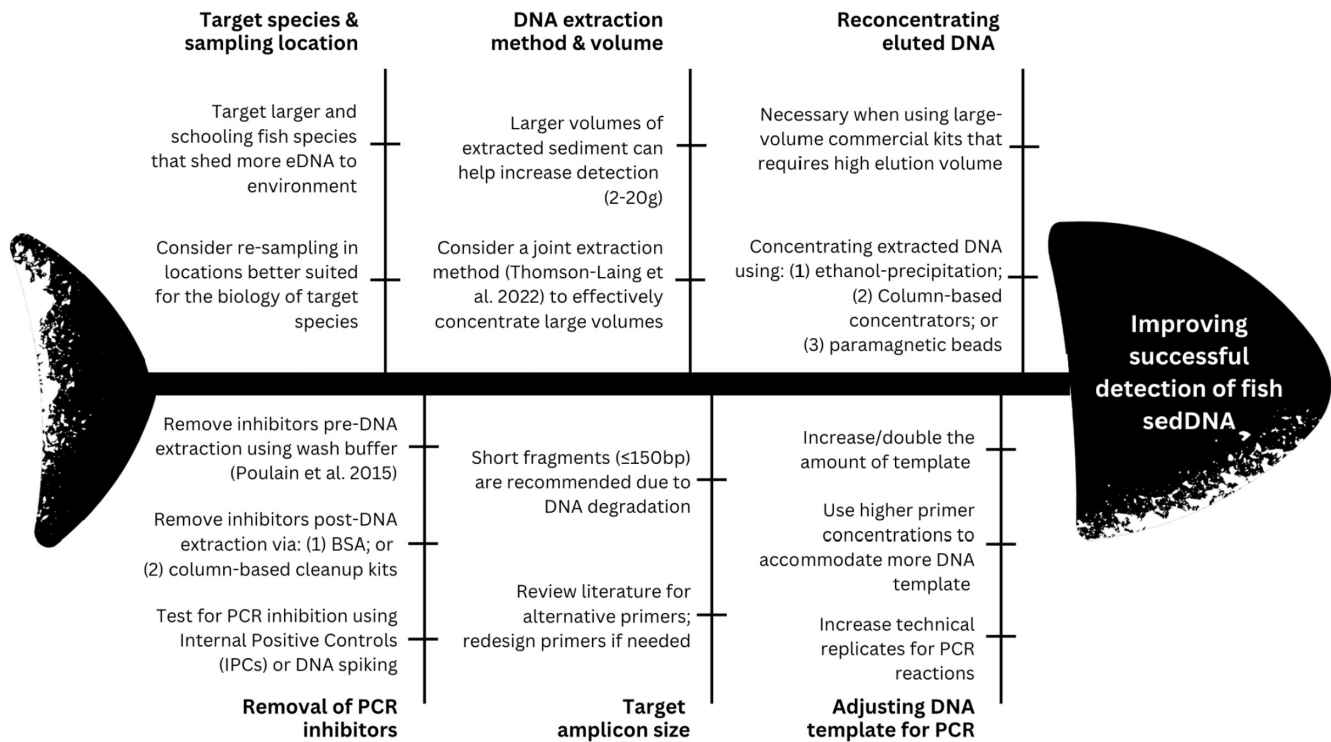 Target species &
sampling location
Target larger and
schooling fish species
that shed more eDNA to
environment
Consider re-sampling in
locations better suited
for the biology of target
species
DNA extraction
method & volume
Larger volumes of
extracted sediment can
help increase detection
(2-20g)
Consider a joint extraction
method (Thomson-Laing et
al. 2022) to effectively
concentrate large volumes
Reconcentrating
eluted DNA
Necessary when using large-
volume commercial kits that
requires high elution volume
Concentrating extracted DNA
using: (1) ethanol-precipitation;
(2) Column-based
concentrators; or
(3) paramagnetic beads
Improving
successful
detection of fish
sedDNA
Remove inhibitors pre-DNA
extraction using wash buffer
(Poulain et al. 2015)
Remove inhibitors post-DNA
extraction via: (1) BSA; or
(2) column-based cleanup kits
Test for PCR inhibition using
Internal Positive Controls
(IPCs) or DNA spiking
Removal of PCR
inhibitors
Short fragments (≤150bp)
are recommended due to
DNA degradation
Review literature for
alternative primers;
redesign primers if needed
Target
amplicon size
Increase/double the
amount of template
Use higher primer
concentrations to
accommodate more DNA
template
Increase technical
replicates for PCR
reactions
Adjusting DNA
template for PCR